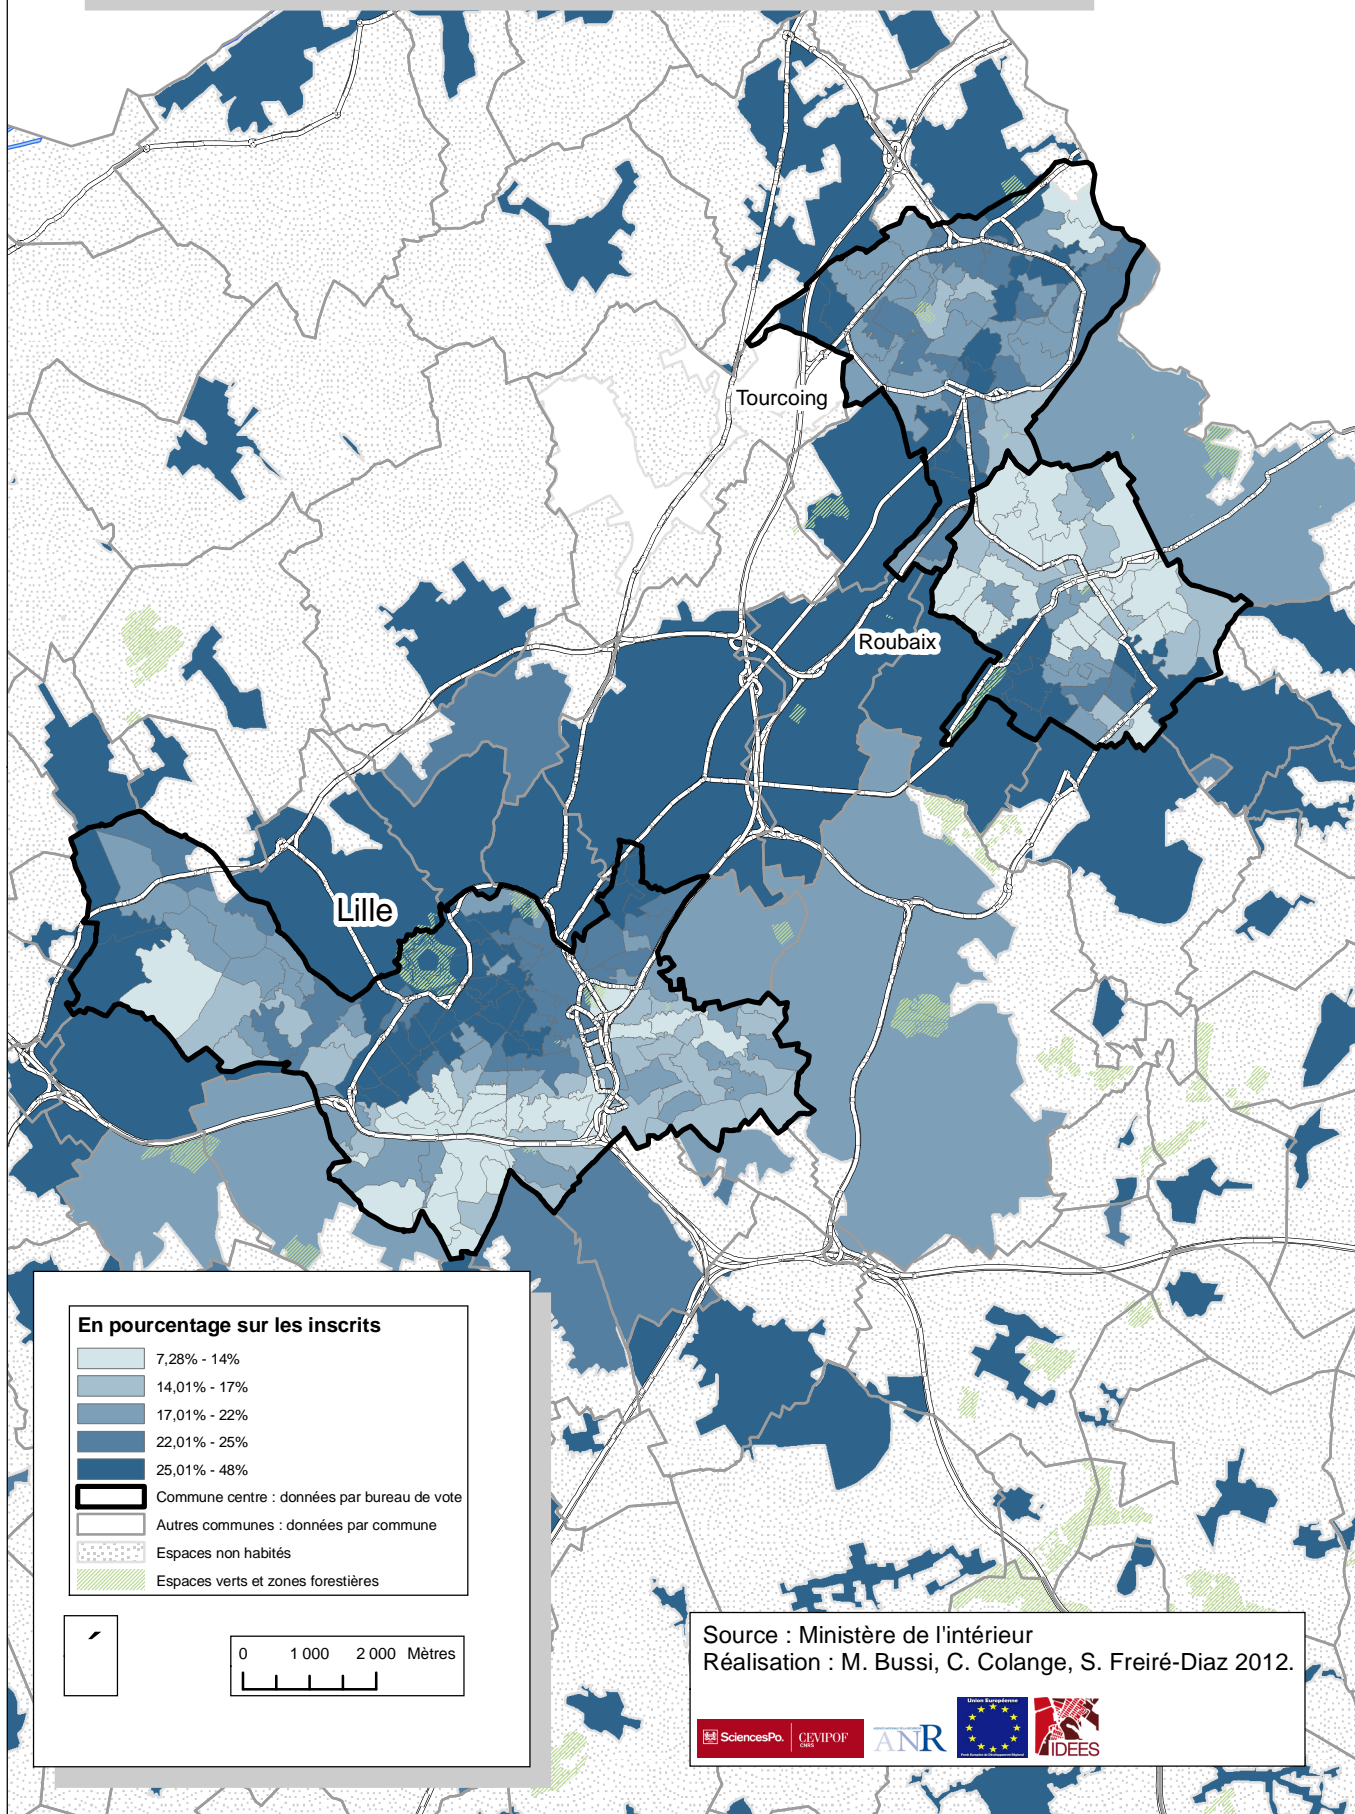 Tourcoing
Roubaix
Lille
En pourcentage sur les inscrits
7,28% - 14%
14,01% - 17%
17,01% - 22%
22,01% - 25%
25,01% - 48%
Commune centre : données par bureau de vote
Autres communes : données par commune
Espaces non habités
Espaces verts et zones forestières
0 1 000 2 000 Mètres
Source : Ministère de l'intérieur
Réalisation : M. Bussi, C. Colange, S. Freiré-Diaz 2012.
SciencesPo. CEVIPOF
CNRS
ANR
Union Européenne
IDEES